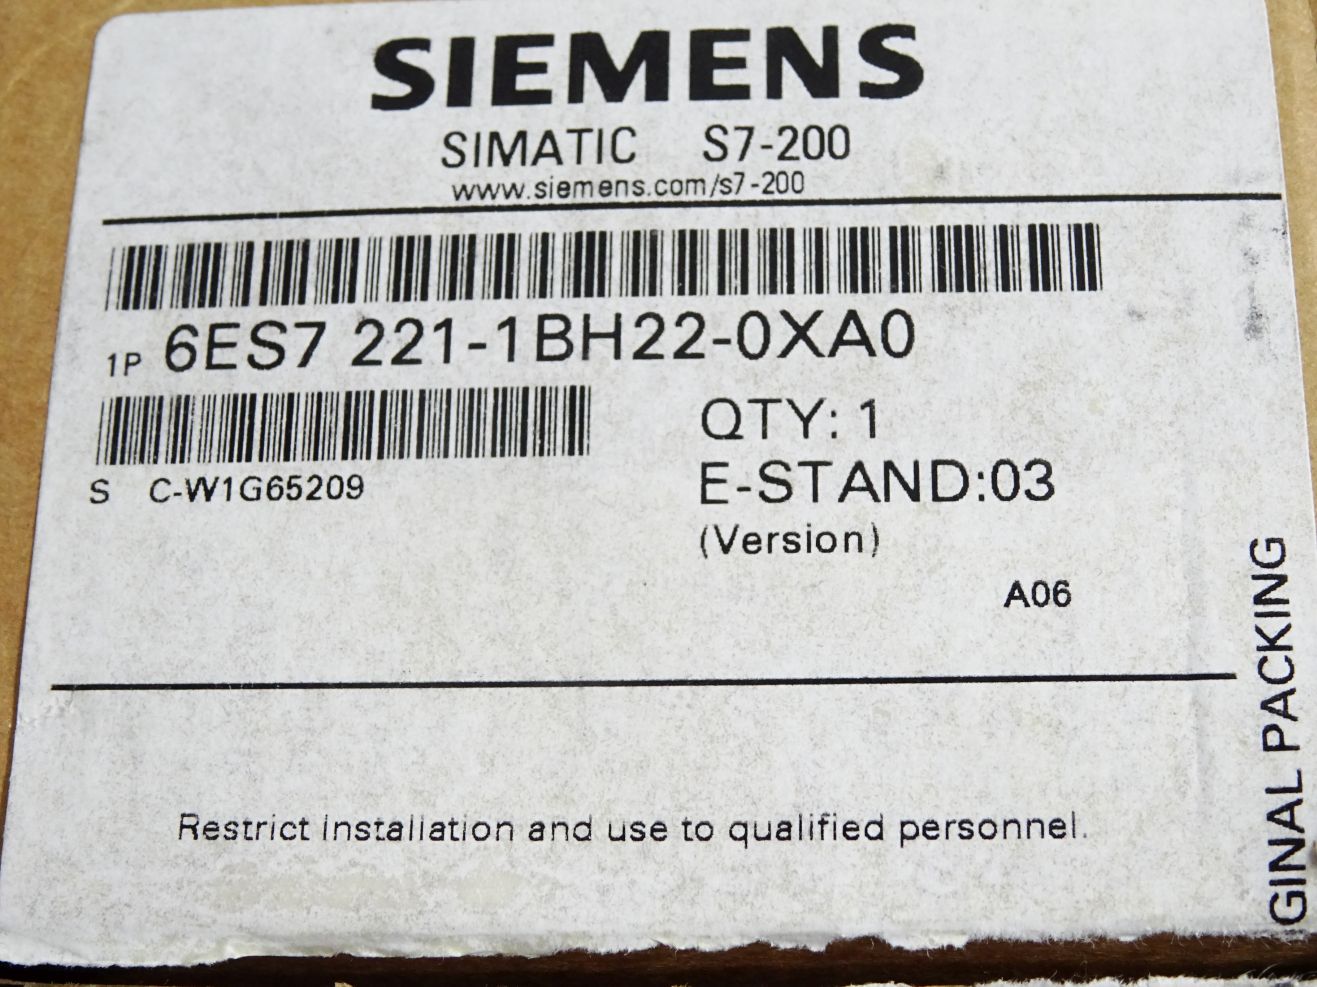 SIEMENS
SIMATIC S7-200
www.siemens.com/s7-200
1P 6ES7 221-1BH22-0XA0
QTY: 1
S C-W1G65209
E-STAND:03
(Version)
A06
Restrict installation and use to qualified personnel.
GINAL PACKING